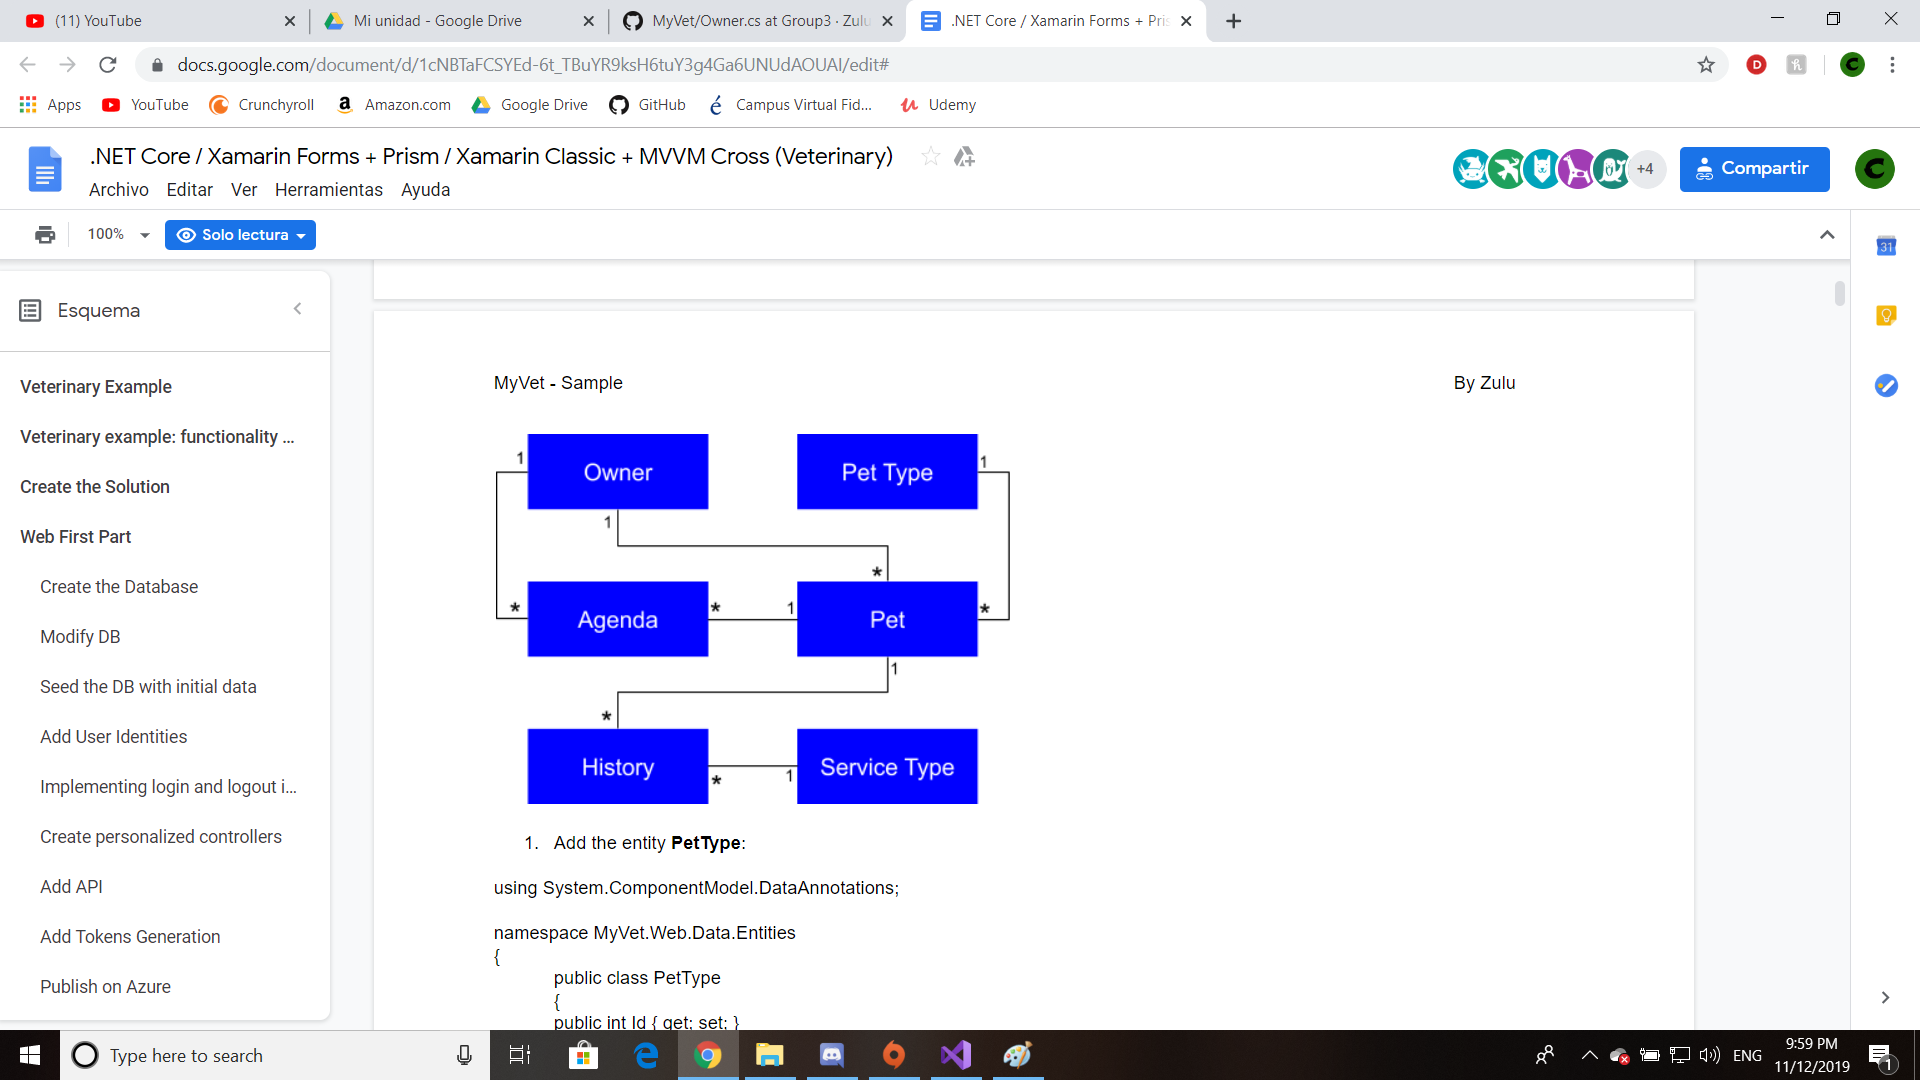 (11) YouTube
Mi unidad - Google Drive
MyVet/Owner.cs at Group3 · Zulu
.NET Core / Xamarin Forms + Pris
docs.google.com/document/d/1cNBTaFCSYEd-6t_TBuYR9ksH6tuY3g4Ga6UNUdAOUAI/edit#
D
C
Apps
YouTube
Crunchyroll
Amazon.com
Google Drive
GitHub
Campus Virtual Fid...
Udemy
.NET Core / Xamarin Forms + Prism / Xamarin Classic + MVVM Cross (Veterinary)
Archivo Editar Ver Herramientas Ayuda
+4
Compartir
C
100%
Solo lectura
31
Esquema
Veterinary Example
Veterinary example: functionality ...
Create the Solution
Web First Part
Create the Database
Modify DB
Seed the DB with initial data
Add User Identities
Implementing login and logout i...
Create personalized controllers
Add API
Add Tokens Generation
Publish on Azure
MyVet - Sample
By Zulu
1
Owner
Pet Type
1
1
*
*
Agenda
*
1
Pet
*
1
*
History
*
1
Service Type
1. Add the entity PetType:
using System.ComponentModel.DataAnnotations;
namespace MyVet.Web.Data.Entities
{
public class PetType
{
public int Id { get; set; }
Type here to search
ENG
9:59 PM
11/12/2019
1